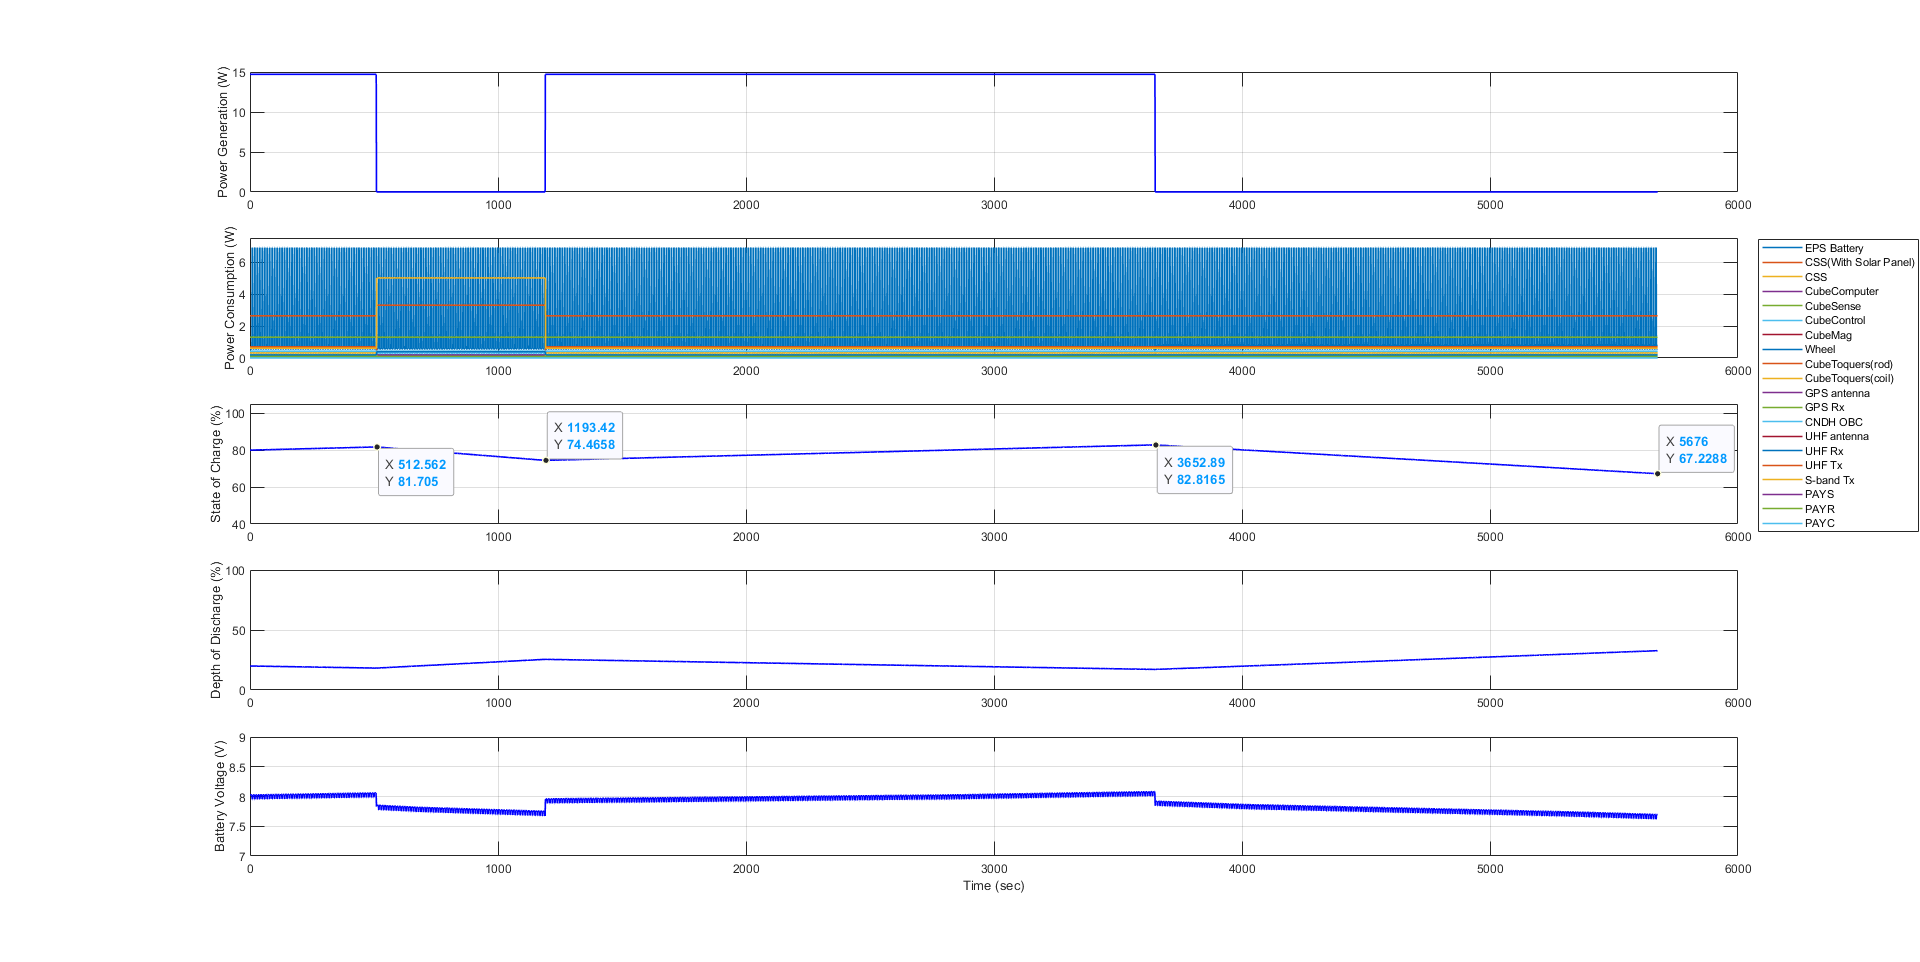 Power Generation (W)
15
10
5
0
0 1000 2000 3000 4000 5000 6000
Power Consumption (W)
6
4
2
0
0 1000 2000 3000 4000 5000 6000
EPS Battery
CSS(With Solar Panel)
CSS
CubeComputer
CubeSense
CubeControl
CubeMag
Wheel
CubeToquers(rod)
CubeToquers(coil)
GPS antenna
GPS Rx
CNDH OBC
UHF antenna
UHF Rx
UHF Tx
S-band Tx
PAYS
PAYR
PAYC
State of Charge (%)
100
80
60
40
X 512.562
Y 81.705
X 1193.42
Y 74.4658
X 3652.89
Y 82.8165
X 5676
Y 67.2288
0 1000 2000 3000 4000 5000 6000
Depth of Discharge (%)
100
50
0
0 1000 2000 3000 4000 5000 6000
Battery Voltage (V)
9
8.5
8
7.5
7
0 1000 2000 3000 4000 5000 6000
Time (sec)